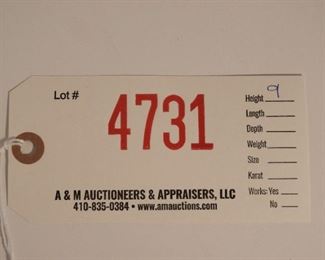 Lot #
4731
Height 9
Length
Depth
Weight
Size
Karat
Works: Yes
No
A & M AUCTIONEERS & APPRAISERS, LLC
410-835-0384 • www.amauctions.com